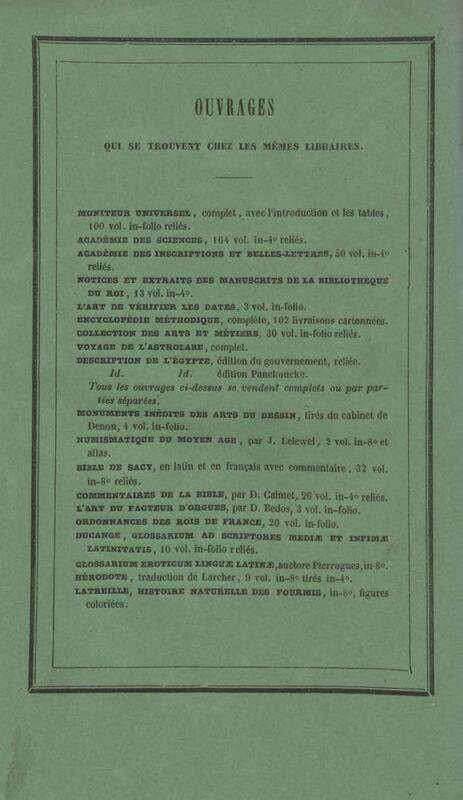 OUVRAGES
QUI SE TROUVENT CHEZ LES MÊMES LIBRAIRES.
MONITEUR UNIVERSEL, complet, avec l'introduction et les tables,
100 vol. in-folio reliés.
ACADÉMIE DES SCIENCES, 164 vol. in-4o reliés.
ACADÉMIE DES INSCRIPTIONS ET BELLES-LETTRES, 50 vol. in-4o
reliés.
NOTICES ET EXTRAITS DES MANUSCRITS DE LA BIBLIOTHÈQUE
DU ROI, 13 vol. in-4o.
L'ART DE VÉRIFIER LES DATES, 3 vol. in-folio.
ENCYCLOPÉDIE MÉTHODIQUE, complète, 102 livraisons cartonnées.
COLLECTION DES ARTS ET MÉTIERS, 30 vol. in-folio reliés.
VOYAGE DE L'ASTROLABE, complet.
DESCRIPTION DE L'ÉGYPTE, édition du gouvernement, reliée.
Id. Id. édition Panckoucke.
Tous les ouvrages ci-dessus se vendent complets ou par par-
ties séparées.
MONUMENTS INÉDITS DES ARTS DU DESSIN, tirés du cabinet de
Denon, 4 vol. in-folio.
NUMISMATIQUE DU MOYEN AGE, par J. Lelewel, 2 vol. in-8o et
atlas.
BIBLE DE SACY, en latin et en français avec commentaire, 32 vol.
in-8o reliés.
COMMENTAIRES DE LA BIBLE, par D. Calmet, 26 vol. in-4o reliés.
L'ART DU FACTEUR D'ORGUES, par D. Bedos, 3 vol. in-folio.
ORDONNANCES DES ROIS DE FRANCE, 20 vol. in-folio.
DUCANGE, GLOSSARIUM AD SCRIPTORES MEDIÆ ET INFIMÆ
LATINITATIS, 10 vol. in-folio reliés.
GLOSSARIUM EROTICUM LINGUÆ LATINÆ, auctore Pierrugues, in-8o.
HÉRODOTE, traduction de Larcher, 9 vol. in-8o tirés in-4o.
LATREILLE, HISTOIRE NATURELLE DES FOURMIS, in-8o, figures
coloriées.